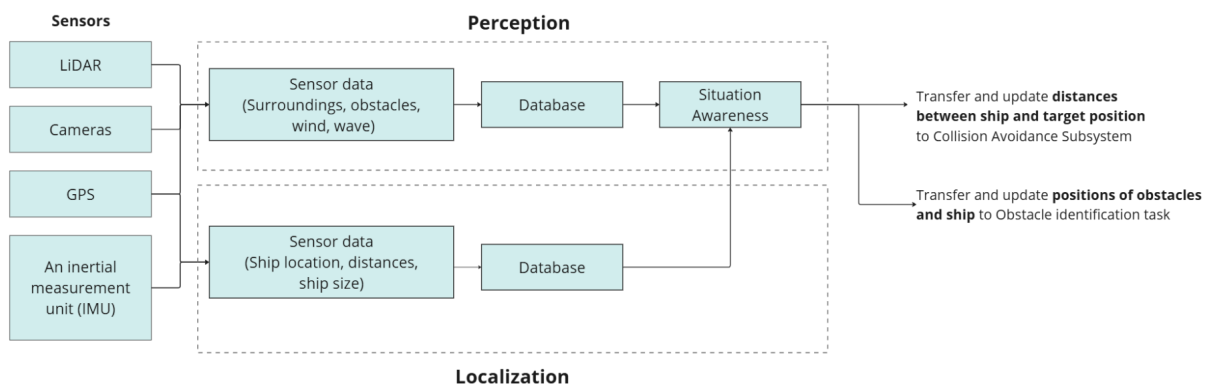 Sensors
LiDAR
Cameras
GPS
An inertial
measurement
unit (IMU)
Perception
Sensor data
(Surroundings, obstacles,
wind, wave)
Database
Situation
Awareness
Sensor data
(Ship location, distances,
ship size)
Database
Localization
Transfer and update distances
between ship and target position
to Collision Avoidance Subsystem
Transfer and update positions of obstacles
and ship to Obstacle identification task